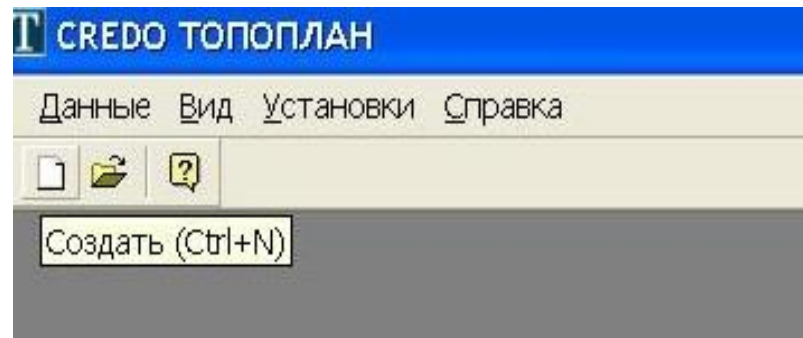 T CREDO ТОПОПЛАН
Данные Вид Установки Справка
?
Создать (Ctrl+N)